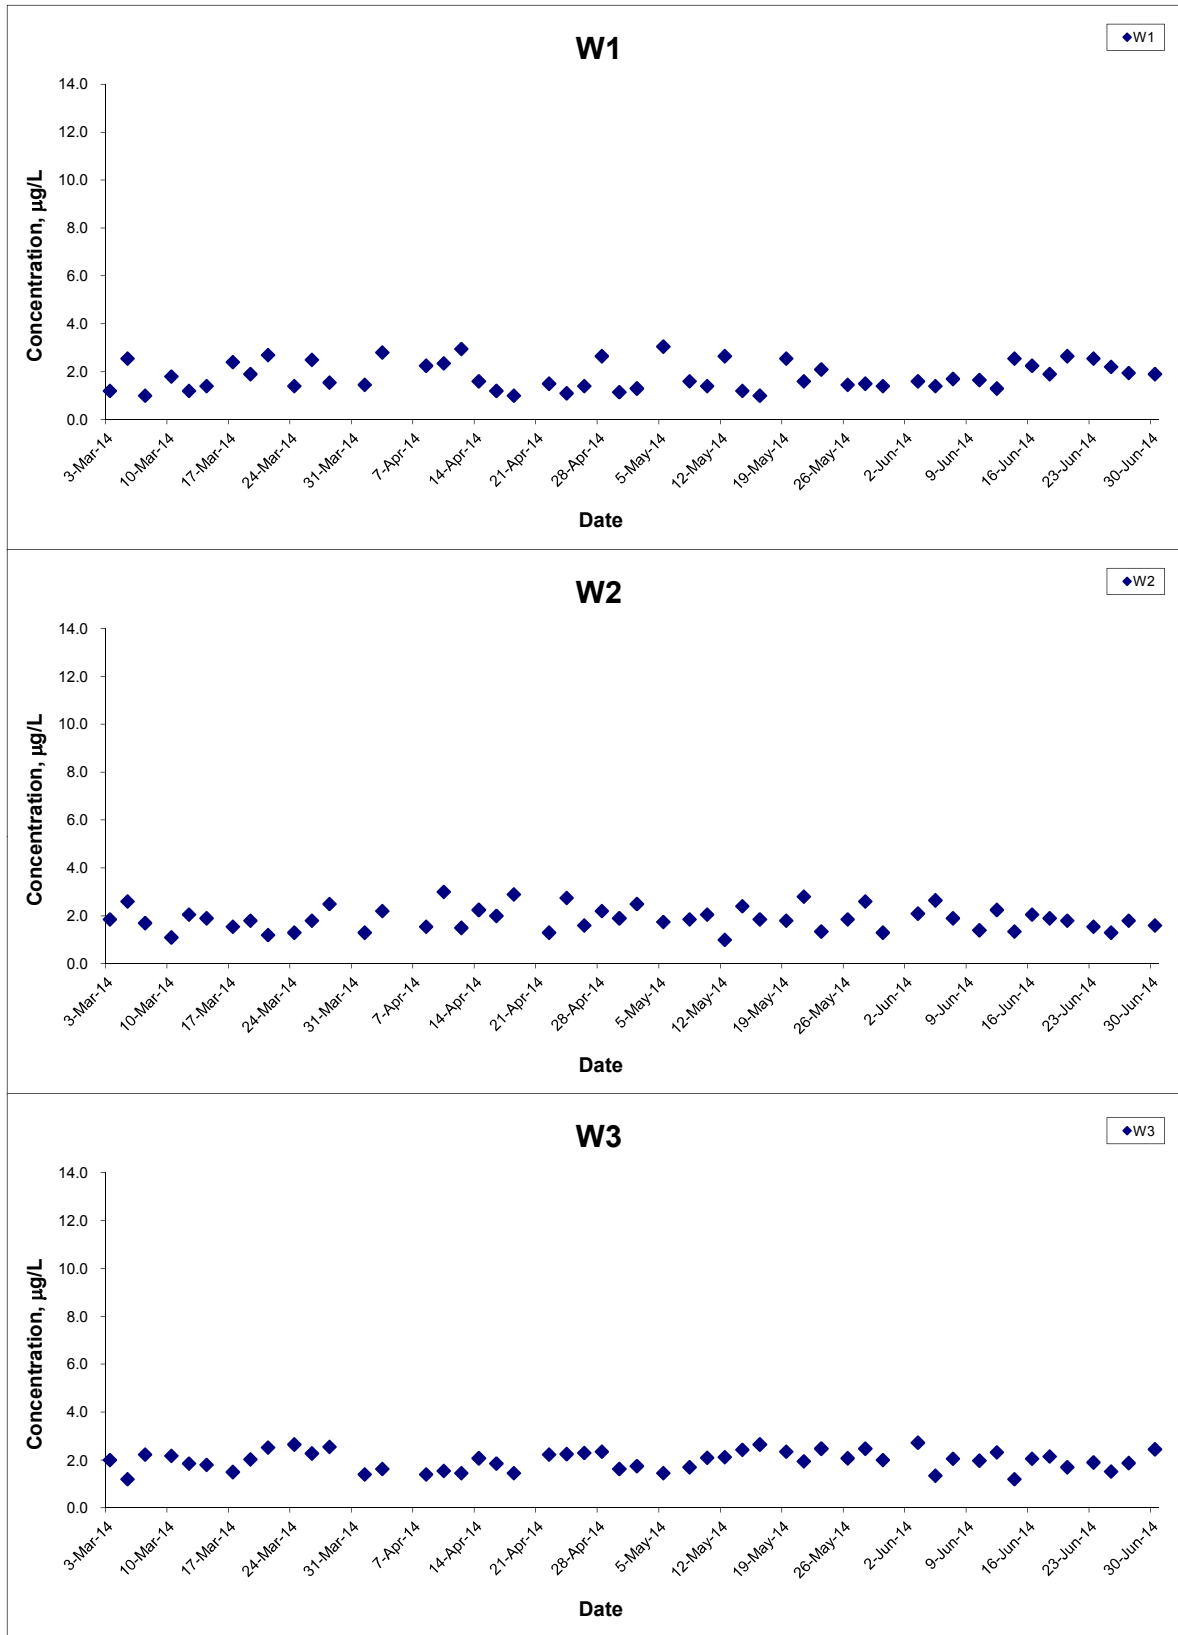 W1
W1
14.0
12.0
10.0
8.0
6.0
4.0
2.0
0.0
Concentration, µg/L
3-Mar-14
10-Mar-14
17-Mar-14
24-Mar-14
31-Mar-14
7-Apr-14
14-Apr-14
21-Apr-14
28-Apr-14
5-May-14
12-May-14
19-May-14
26-May-14
2-Jun-14
9-Jun-14
16-Jun-14
23-Jun-14
30-Jun-14
Date
W2
W2
14.0
12.0
10.0
8.0
6.0
4.0
2.0
0.0
Concentration, µg/L
3-Mar-14
10-Mar-14
17-Mar-14
24-Mar-14
31-Mar-14
7-Apr-14
14-Apr-14
21-Apr-14
28-Apr-14
5-May-14
12-May-14
19-May-14
26-May-14
2-Jun-14
9-Jun-14
16-Jun-14
23-Jun-14
30-Jun-14
Date
W3
W3
14.0
12.0
10.0
8.0
6.0
4.0
2.0
0.0
Concentration, µg/L
3-Mar-14
10-Mar-14
17-Mar-14
24-Mar-14
31-Mar-14
7-Apr-14
14-Apr-14
21-Apr-14
28-Apr-14
5-May-14
12-May-14
19-May-14
26-May-14
2-Jun-14
9-Jun-14
16-Jun-14
23-Jun-14
30-Jun-14
Date